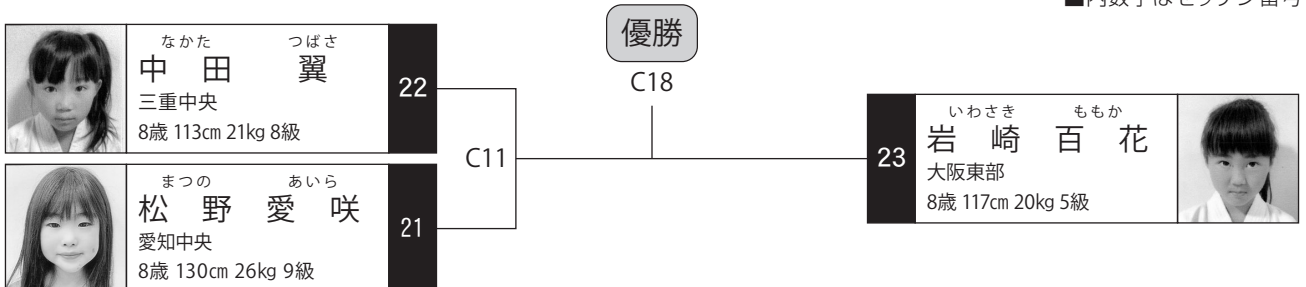 ■内数字はゼッケン番号
優勝
C18
なかた つばさ
中田 翼
三重中央
8歳 113㎝ 21kg 8級
22
C11
まつの あいら
松野 愛咲
愛知中央
8歳 130㎝ 26kg 9級
21
23
いわさき ももか
岩崎 百花
大阪東部
8歳 117㎝ 20kg 5級